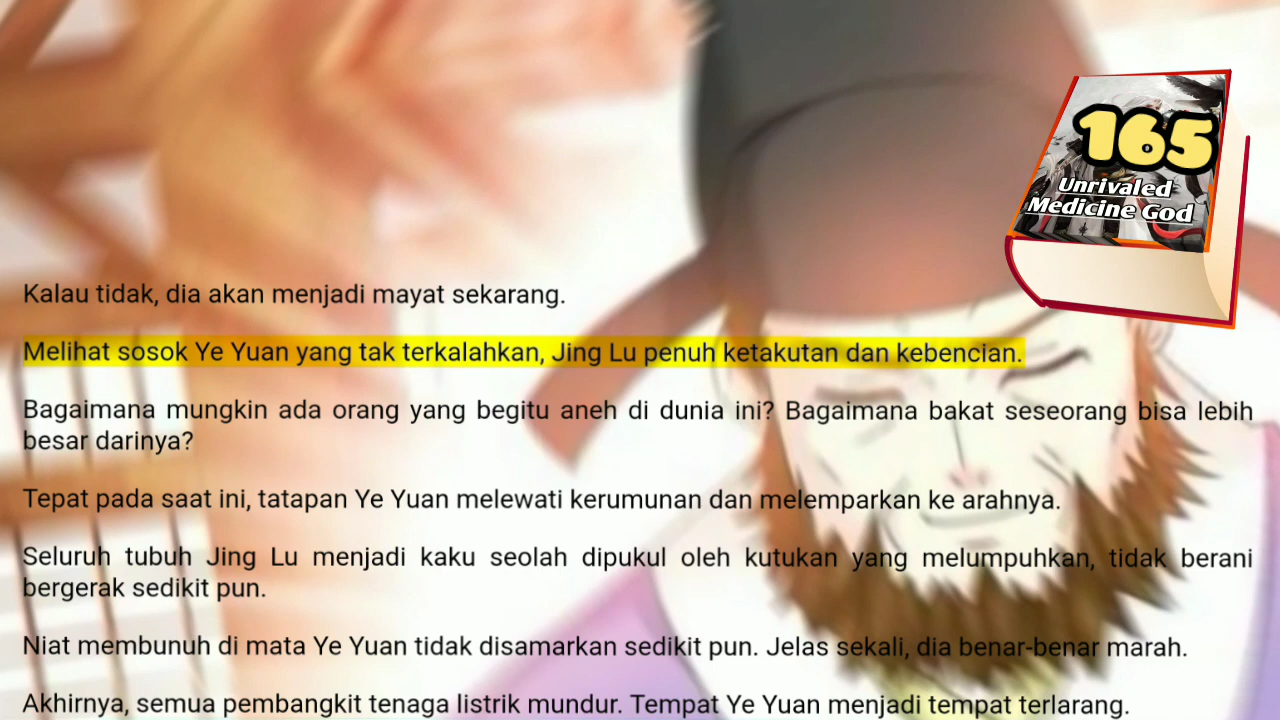 165
Unrivaled
Medicine God
Kalau tidak, dia akan menjadi mayat sekarang.
Melihat sosok Ye Yuan yang tak terkalahkan, Jing Lu penuh ketakutan dan kebencian.
Bagaimana mungkin ada orang yang begitu aneh di dunia ini? Bagaimana bakat seseorang bisa lebih
besar darinya?
Tepat pada saat ini, tatapan Ye Yuan melewati kerumunan dan melemparkan ke arahnya.
Seluruh tubuh Jing Lu menjadi kaku seolah dipukul oleh kutukan yang melumpuhkan, tidak berani
bergerak sedikit pun.
Niat membunuh di mata Ye Yuan tidak disamarkan sedikit pun. Jelas sekali, dia benar-benar marah.
Akhirnya, semua pembangkit tenaga listrik mundur. Tempat Ye Yuan menjadi tempat terlarang.